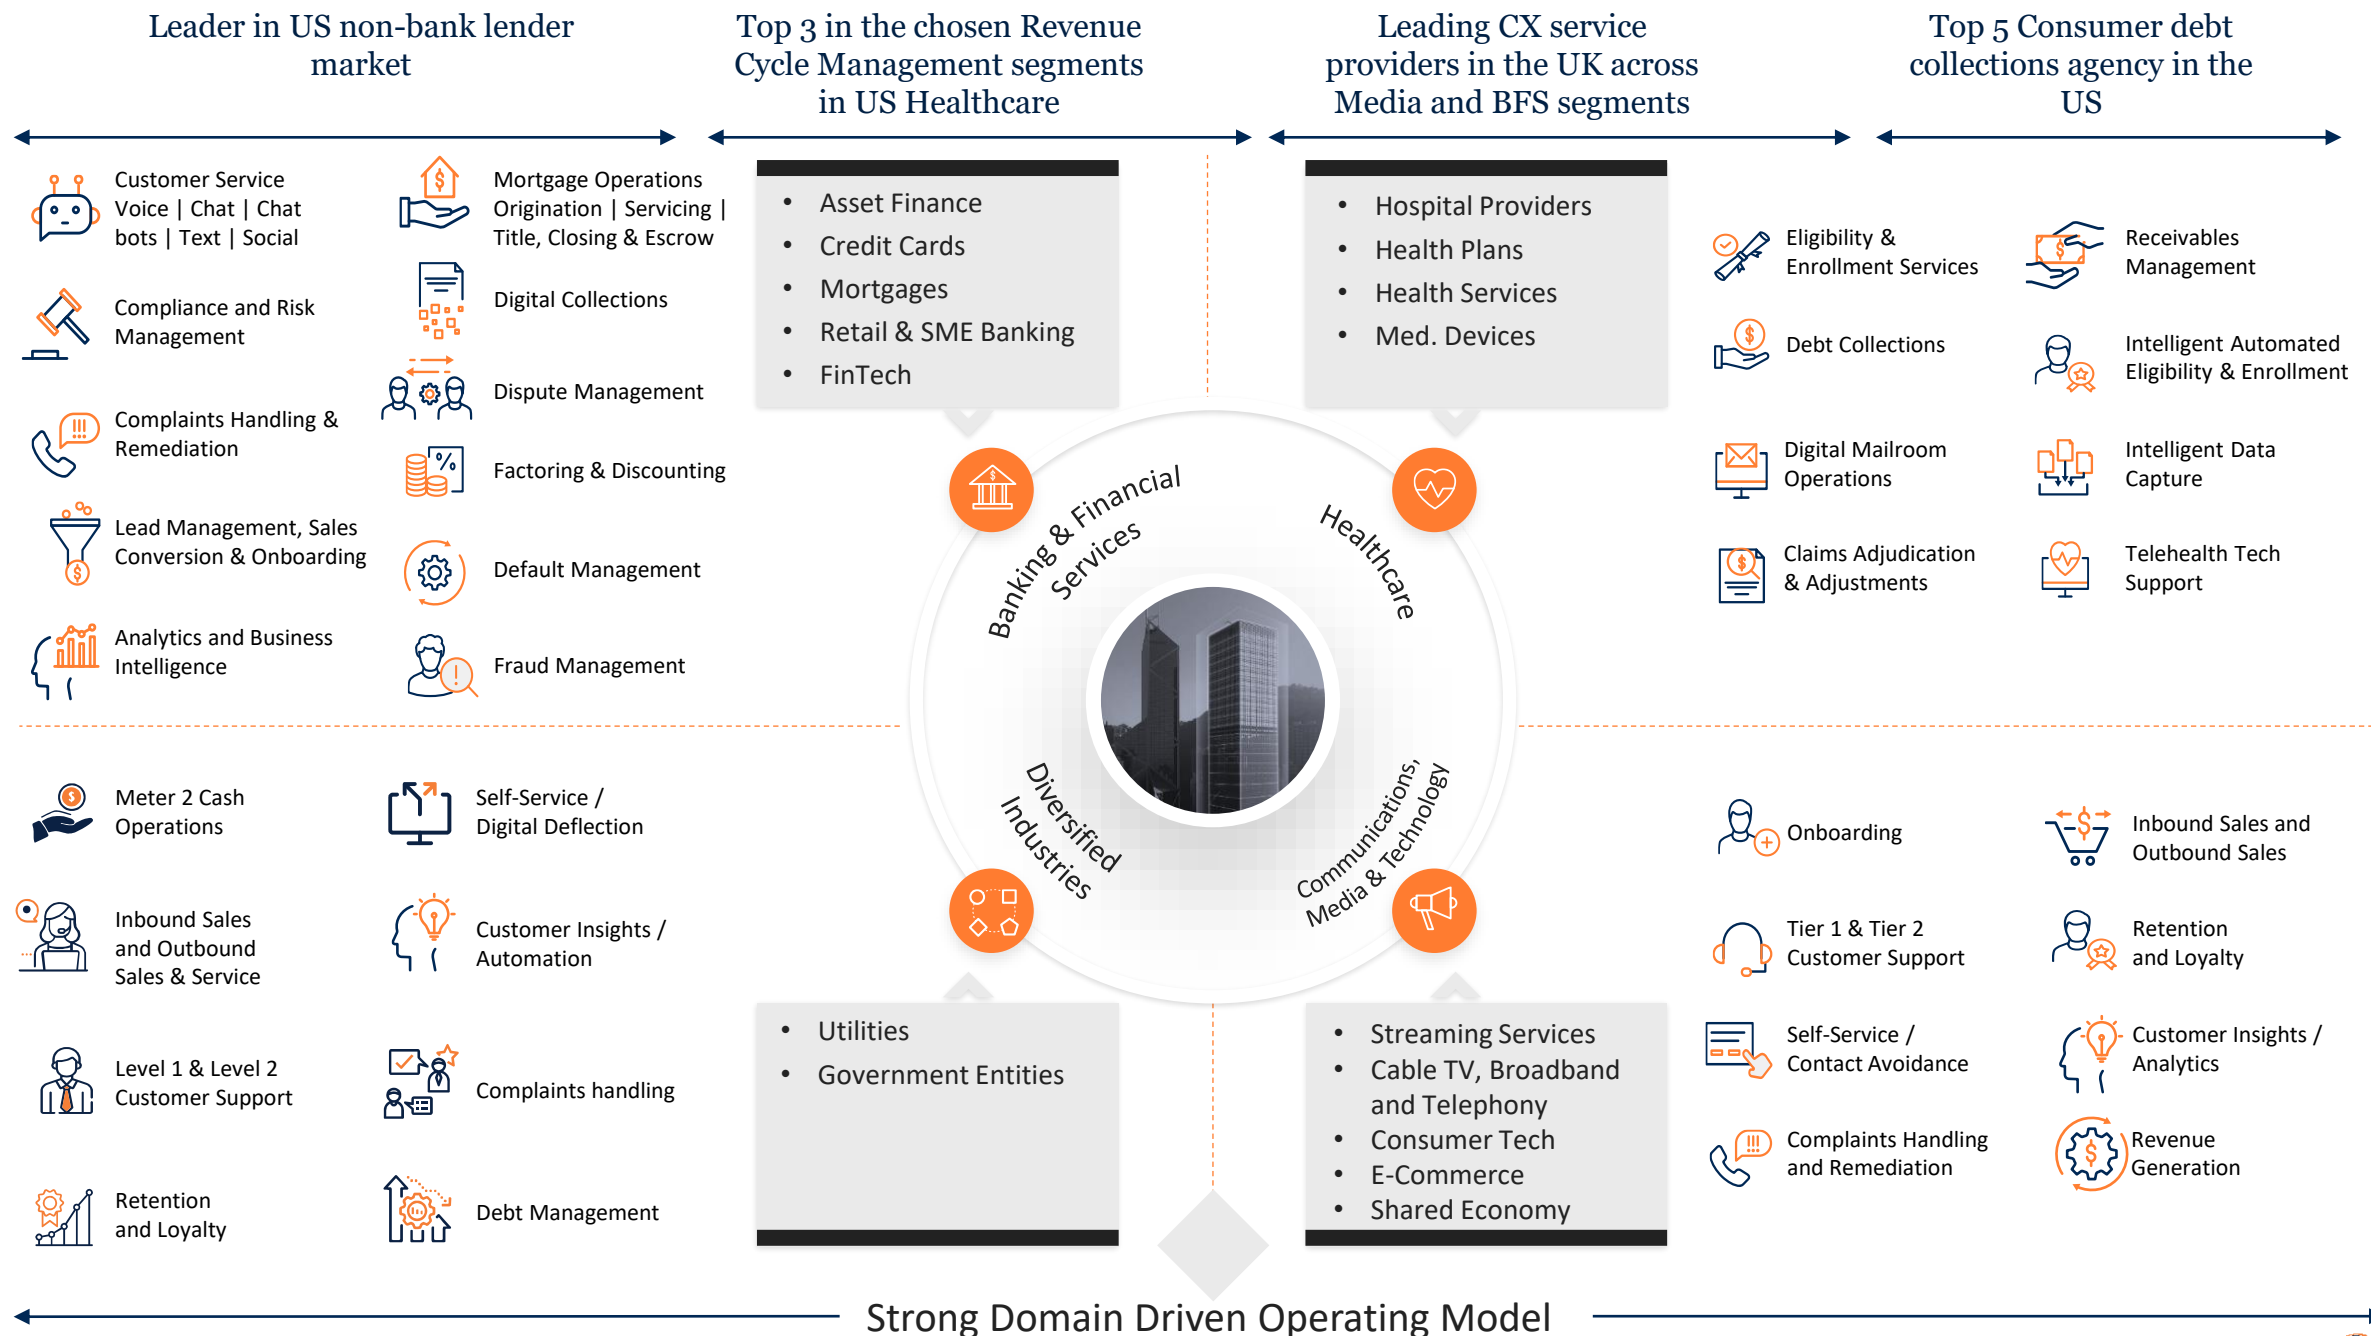 Leader in US non-bank lender
market
Top 3 in the chosen Revenue
Cycle Management segments
in US Healthcare
Leading CX service
providers in the UK across
Media and BFS segments
Top 5 Consumer debt
collections agency in the
US
Customer Service
Voice | Chat | Chat
bots | Text | Social
Compliance and Risk
Management
Complaints Handling &
Remediation
Lead Management, Sales
Conversion & Onboarding
Analytics and Business
Intelligence
Mortgage Operations
Origination | Servicing |
Title, Closing & Escrow
Digital Collections
Dispute Management
Factoring & Discounting
Default Management
Fraud Management
• Asset Finance
• Credit Cards
• Mortgages
• Retail & SME Banking
• FinTech
• Hospital Providers
• Health Plans
• Health Services
• Med. Devices
Eligibility &
Enrollment Services
Debt Collections
Digital Mailroom
Operations
Claims Adjudication
& Adjustments
Receivables
Management
Intelligent Automated
Eligibility & Enrollment
Intelligent Data
Capture
Telehealth Tech
Support
Banking & Financial
Services
Healthcare
Diversified
Industries
Communications,
Media & Technology
Meter 2 Cash
Operations
Inbound Sales
and Outbound
Sales & Service
Level 1 & Level 2
Customer Support
Retention
and Loyalty
Self-Service /
Digital Deflection
Customer Insights /
Automation
Complaints handling
Debt Management
• Utilities
• Government Entities
• Streaming Services
• Cable TV, Broadband
and Telephony
• Consumer Tech
• E-Commerce
• Shared Economy
Onboarding
Tier 1 & Tier 2
Customer Support
Self-Service /
Contact Avoidance
Complaints Handling
and Remediation
Inbound Sales and
Outbound Sales
Retention
and Loyalty
Customer Insights /
Analytics
Revenue
Generation
Strong Domain Driven Operating Model